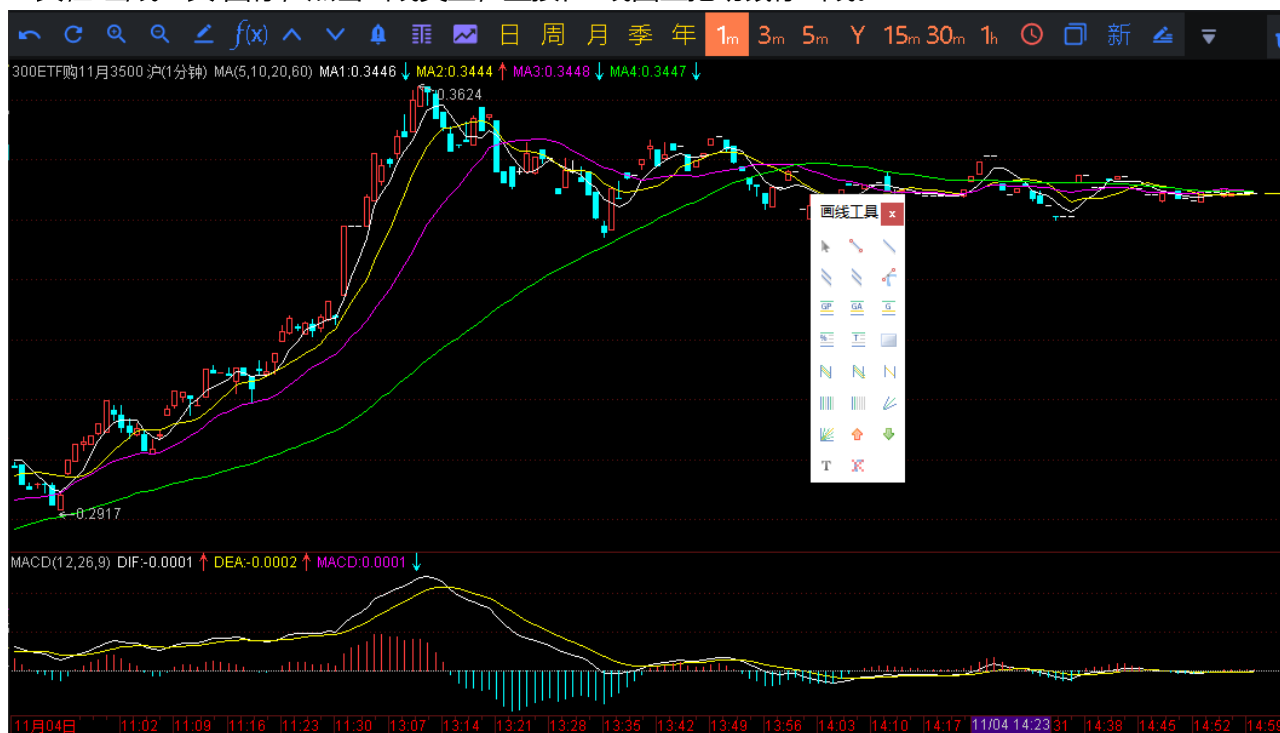 f(x) 日 周 月 季 年 1m 3m 5m Y 15m 30m 1h 新
300ETF购11月3500 沪(1分钟) MA(5,10,20,60) MA1:0.3446 ↓ MA2:0.3444 ↑ MA3:0.3448 ↓ MA4:0.3447 ↓
0.3624
画线工具 x
GP GA G
% T
N N N
T
0.2917
MACD(12,26,9) DIF:-0.0001 ↑ DEA:-0.0002 ↑ MACD:0.0001 ↓
11月04日 11:02 11:09 11:16 11:23 11:30 13:07 13:14 13:21 13:28 13:35 13:42 13:49 13:56 14:03 14:10 14:17 11/04 14:23 31 14:38 14:45 14:52 14:59